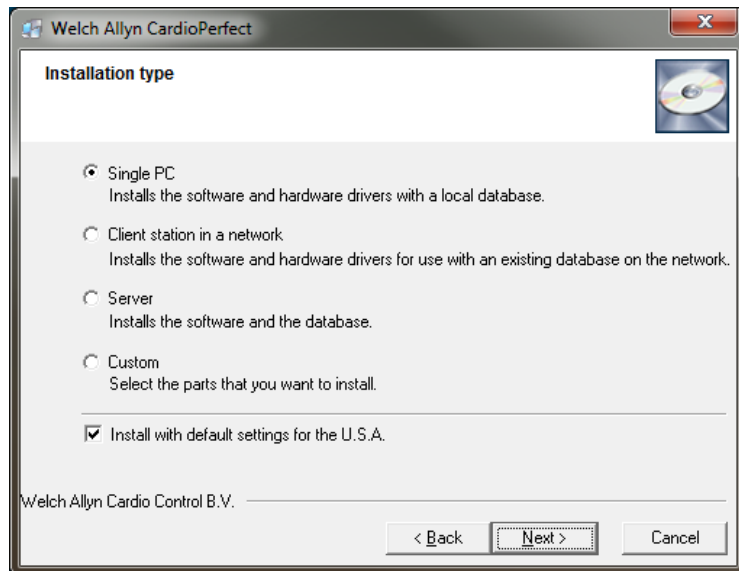 Welch Allyn CardioPerfect
Installation type
Single PC
Installs the software and hardware drivers with a local database.
Client station in a network
Installs the software and hardware drivers for use with an existing database on the network.
Server
Installs the software and the database.
Custom
Select the parts that you want to install.
Install with default settings for the U.S.A.
Welch Allyn Cardio Control B.V.
< Back
Next >
Cancel